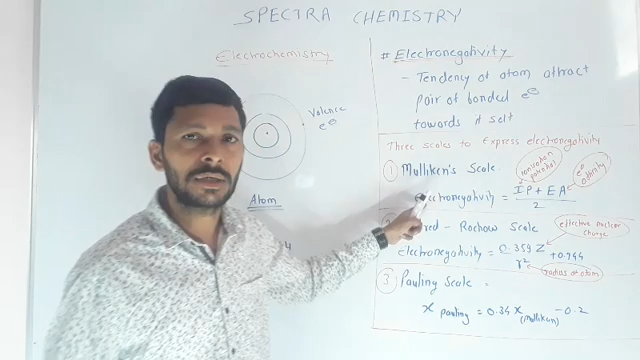 SPECTRA CHEMISTRY
Electrochemistry
Valence
e⊖
Atom
# Electronegativity
- Tendency of atom attract
pair of bonded e⊖
towards it self
Three scales to Express electronegativity
① Mulliken's Scale
ionisation potential
e⊖ affinity
electronegativity = IP + EA / 2
Rochow Scale
effective nuclear charge
electronegativity = 0.359 Z / r² + 0.744
radius of atom
③ Pauling Scale =
x pauling = 0.34 x (Mulliken) - 0.2